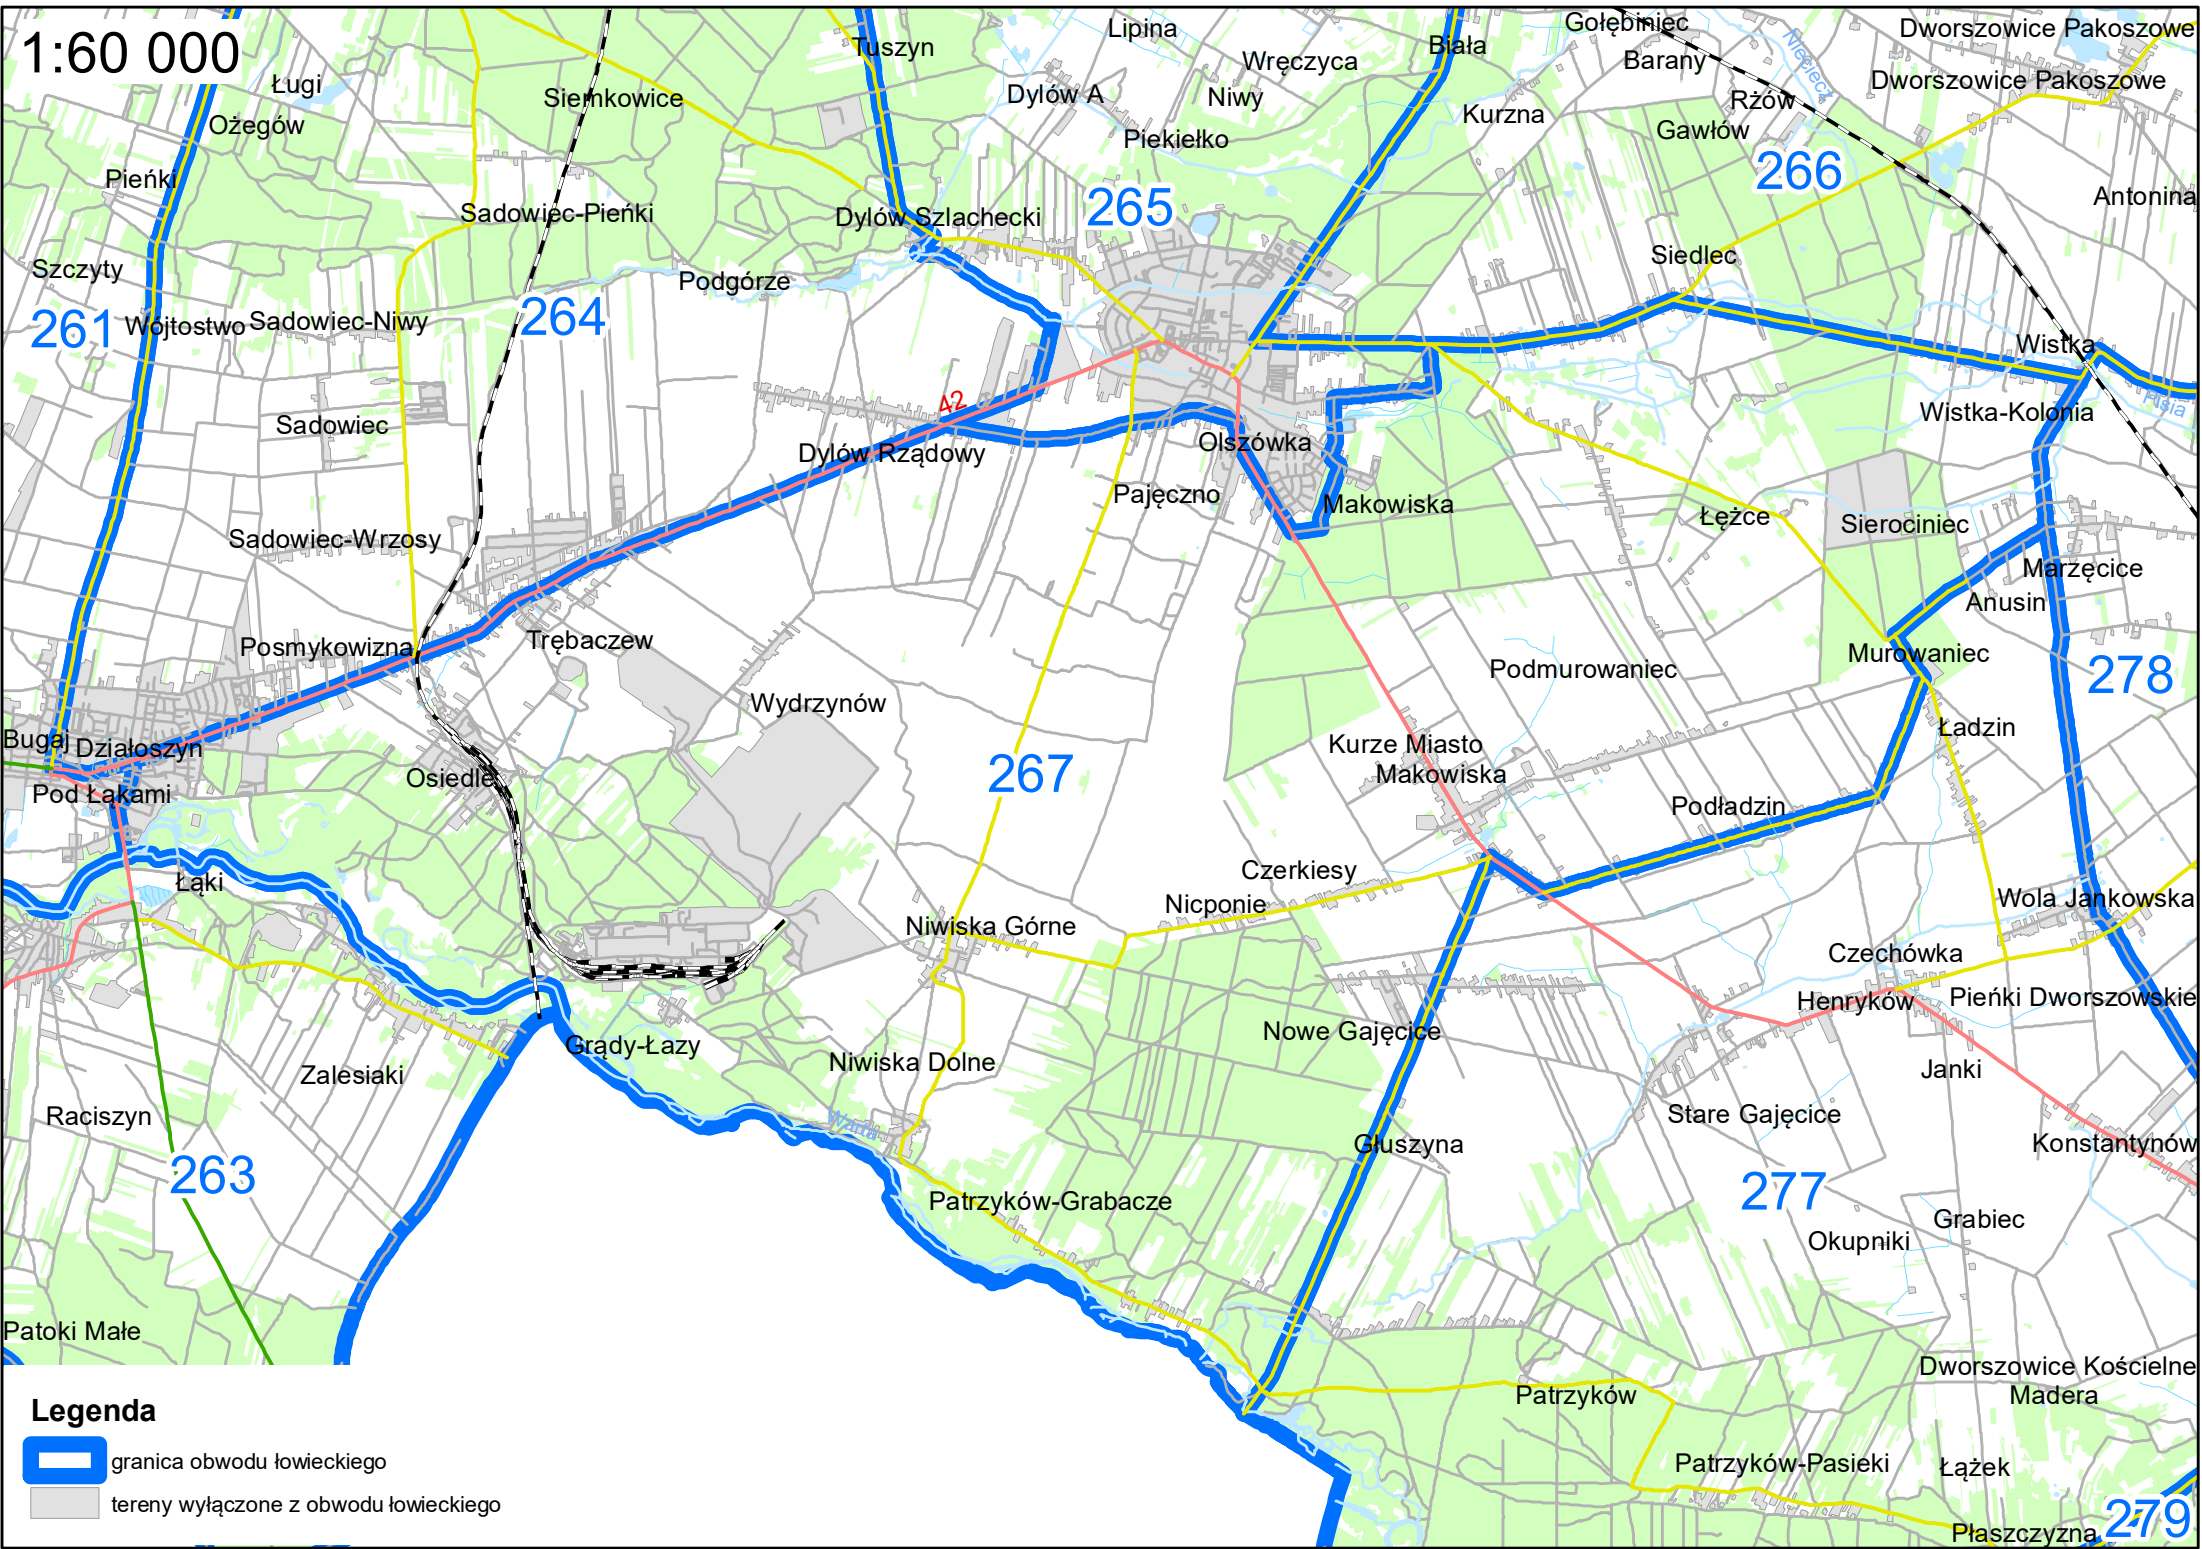 1:60 000
Ługi
Ożegów
Pieńki
Szczyty
261
Wójtostwo
Sadowiec-Niwy
Siemkowice
Sadowiec-Pieńki
264
Podgórze
Tuszyn
Dylów Szlachecki
265
Lipina
Dylów A
Wręczyca
Niwy
Piekiełko
Biała
Kurzna
Gołębiniec
Barany
Nieciecz
Rżów
Gawłów
266
Dworszowice Pakoszowe
Dworszowice Pakoszowe
Antonina
Siedlec
Wistka
Pisia
Wistka-Kolonia
Sadowiec
42
Dylów Rządowy
Olszówka
Pajęczno
Makowiska
Łężce
Sierociniec
Marzęcice
Anusin
Sadowiec-Wrzosy
Posmykowizna
Trębaczew
Wydrzynów
Podmurowaniec
Murowaniec
278
Ładzin
Bugaj
Działoszyn
Pod Łąkami
Osiedle
267
Kurze Miasto
Makowiska
Podładzin
Łąki
Czerkiesy
Nicponie
Niwiska Górne
Wola Jankowska
Czechówka
Henryków
Pieńki Dworszowskie
Nowe Gajęcice
Grądy-Łazy
Niwiska Dolne
Zalesiaki
Janki
Raciszyn
Warta
Stare Gajęcice
Głuszyna
Konstantynów
263
Patrzyków-Grabacze
277
Grabiec
Okupniki
Patoki Małe
Dworszowice Kościelne
Madera
Patrzyków
Patrzyków-Pasieki
Łążek
279
Płaszczyzna
Legenda
granica obwodu łowieckiego
tereny wyłączone z obwodu łowieckiego